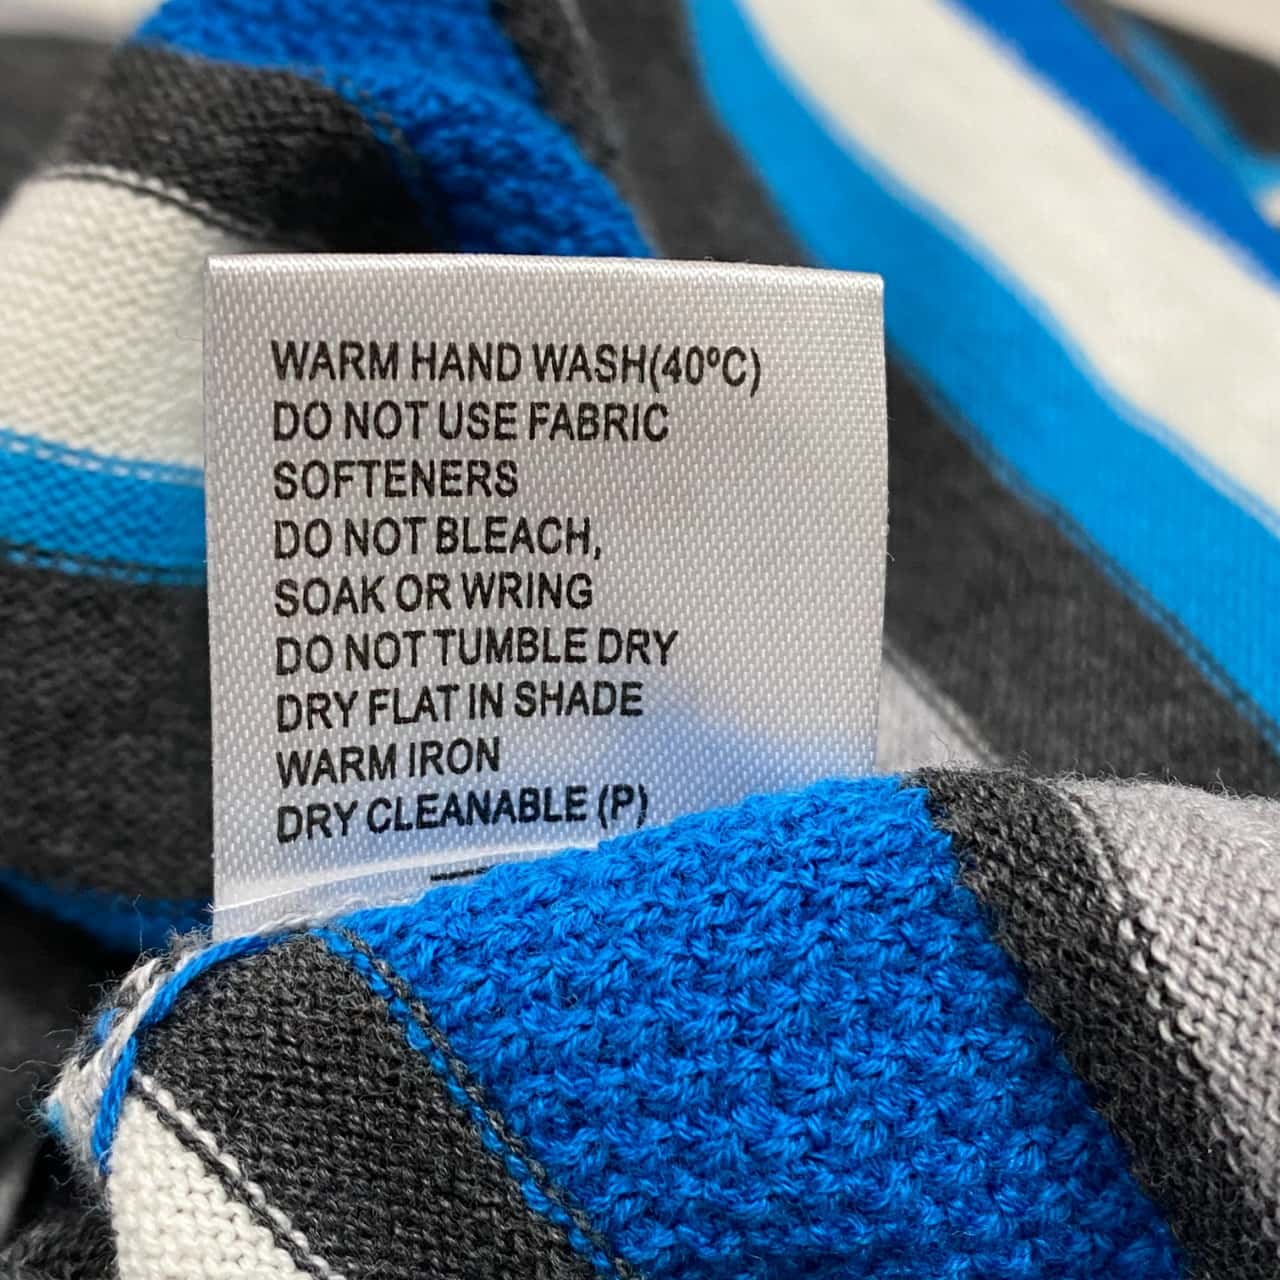 WARM HAND WASH(40ºC)
DO NOT USE FABRIC
SOFTENERS
DO NOT BLEACH,
SOAK OR WRING
DO NOT TUMBLE DRY
DRY FLAT IN SHADE
WARM IRON
DRY CLEANABLE (P)